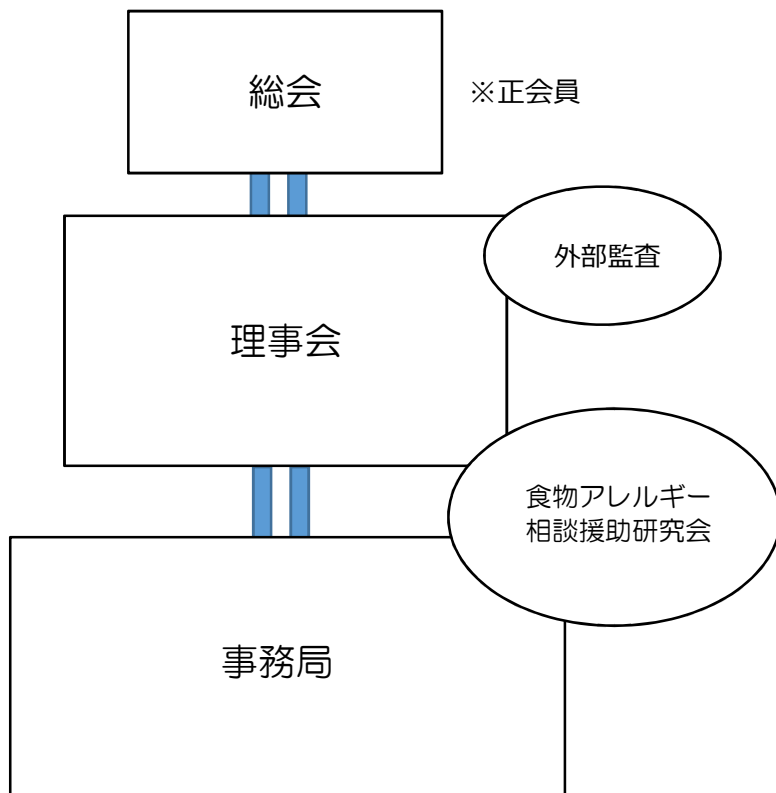 総会
※正会員
外部監査
理事会
食物アレルギー
相談援助研究会
事務局